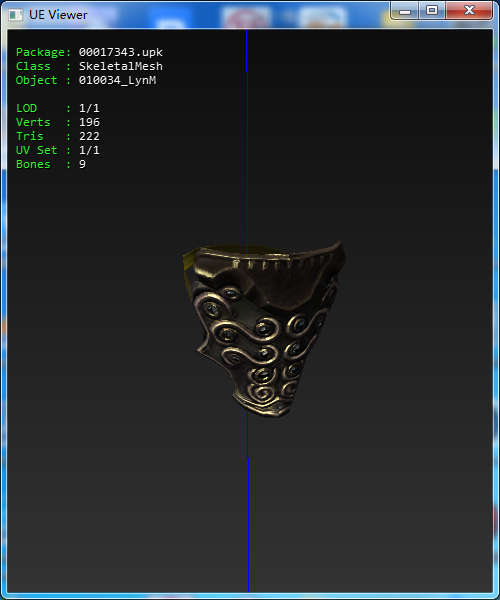 UE Viewer
Package: 00017343.upk
Class : SkeletalMesh
Object : 010034_LynM
LOD : 1/1
Verts : 196
Tris : 222
UV Set : 1/1
Bones : 9